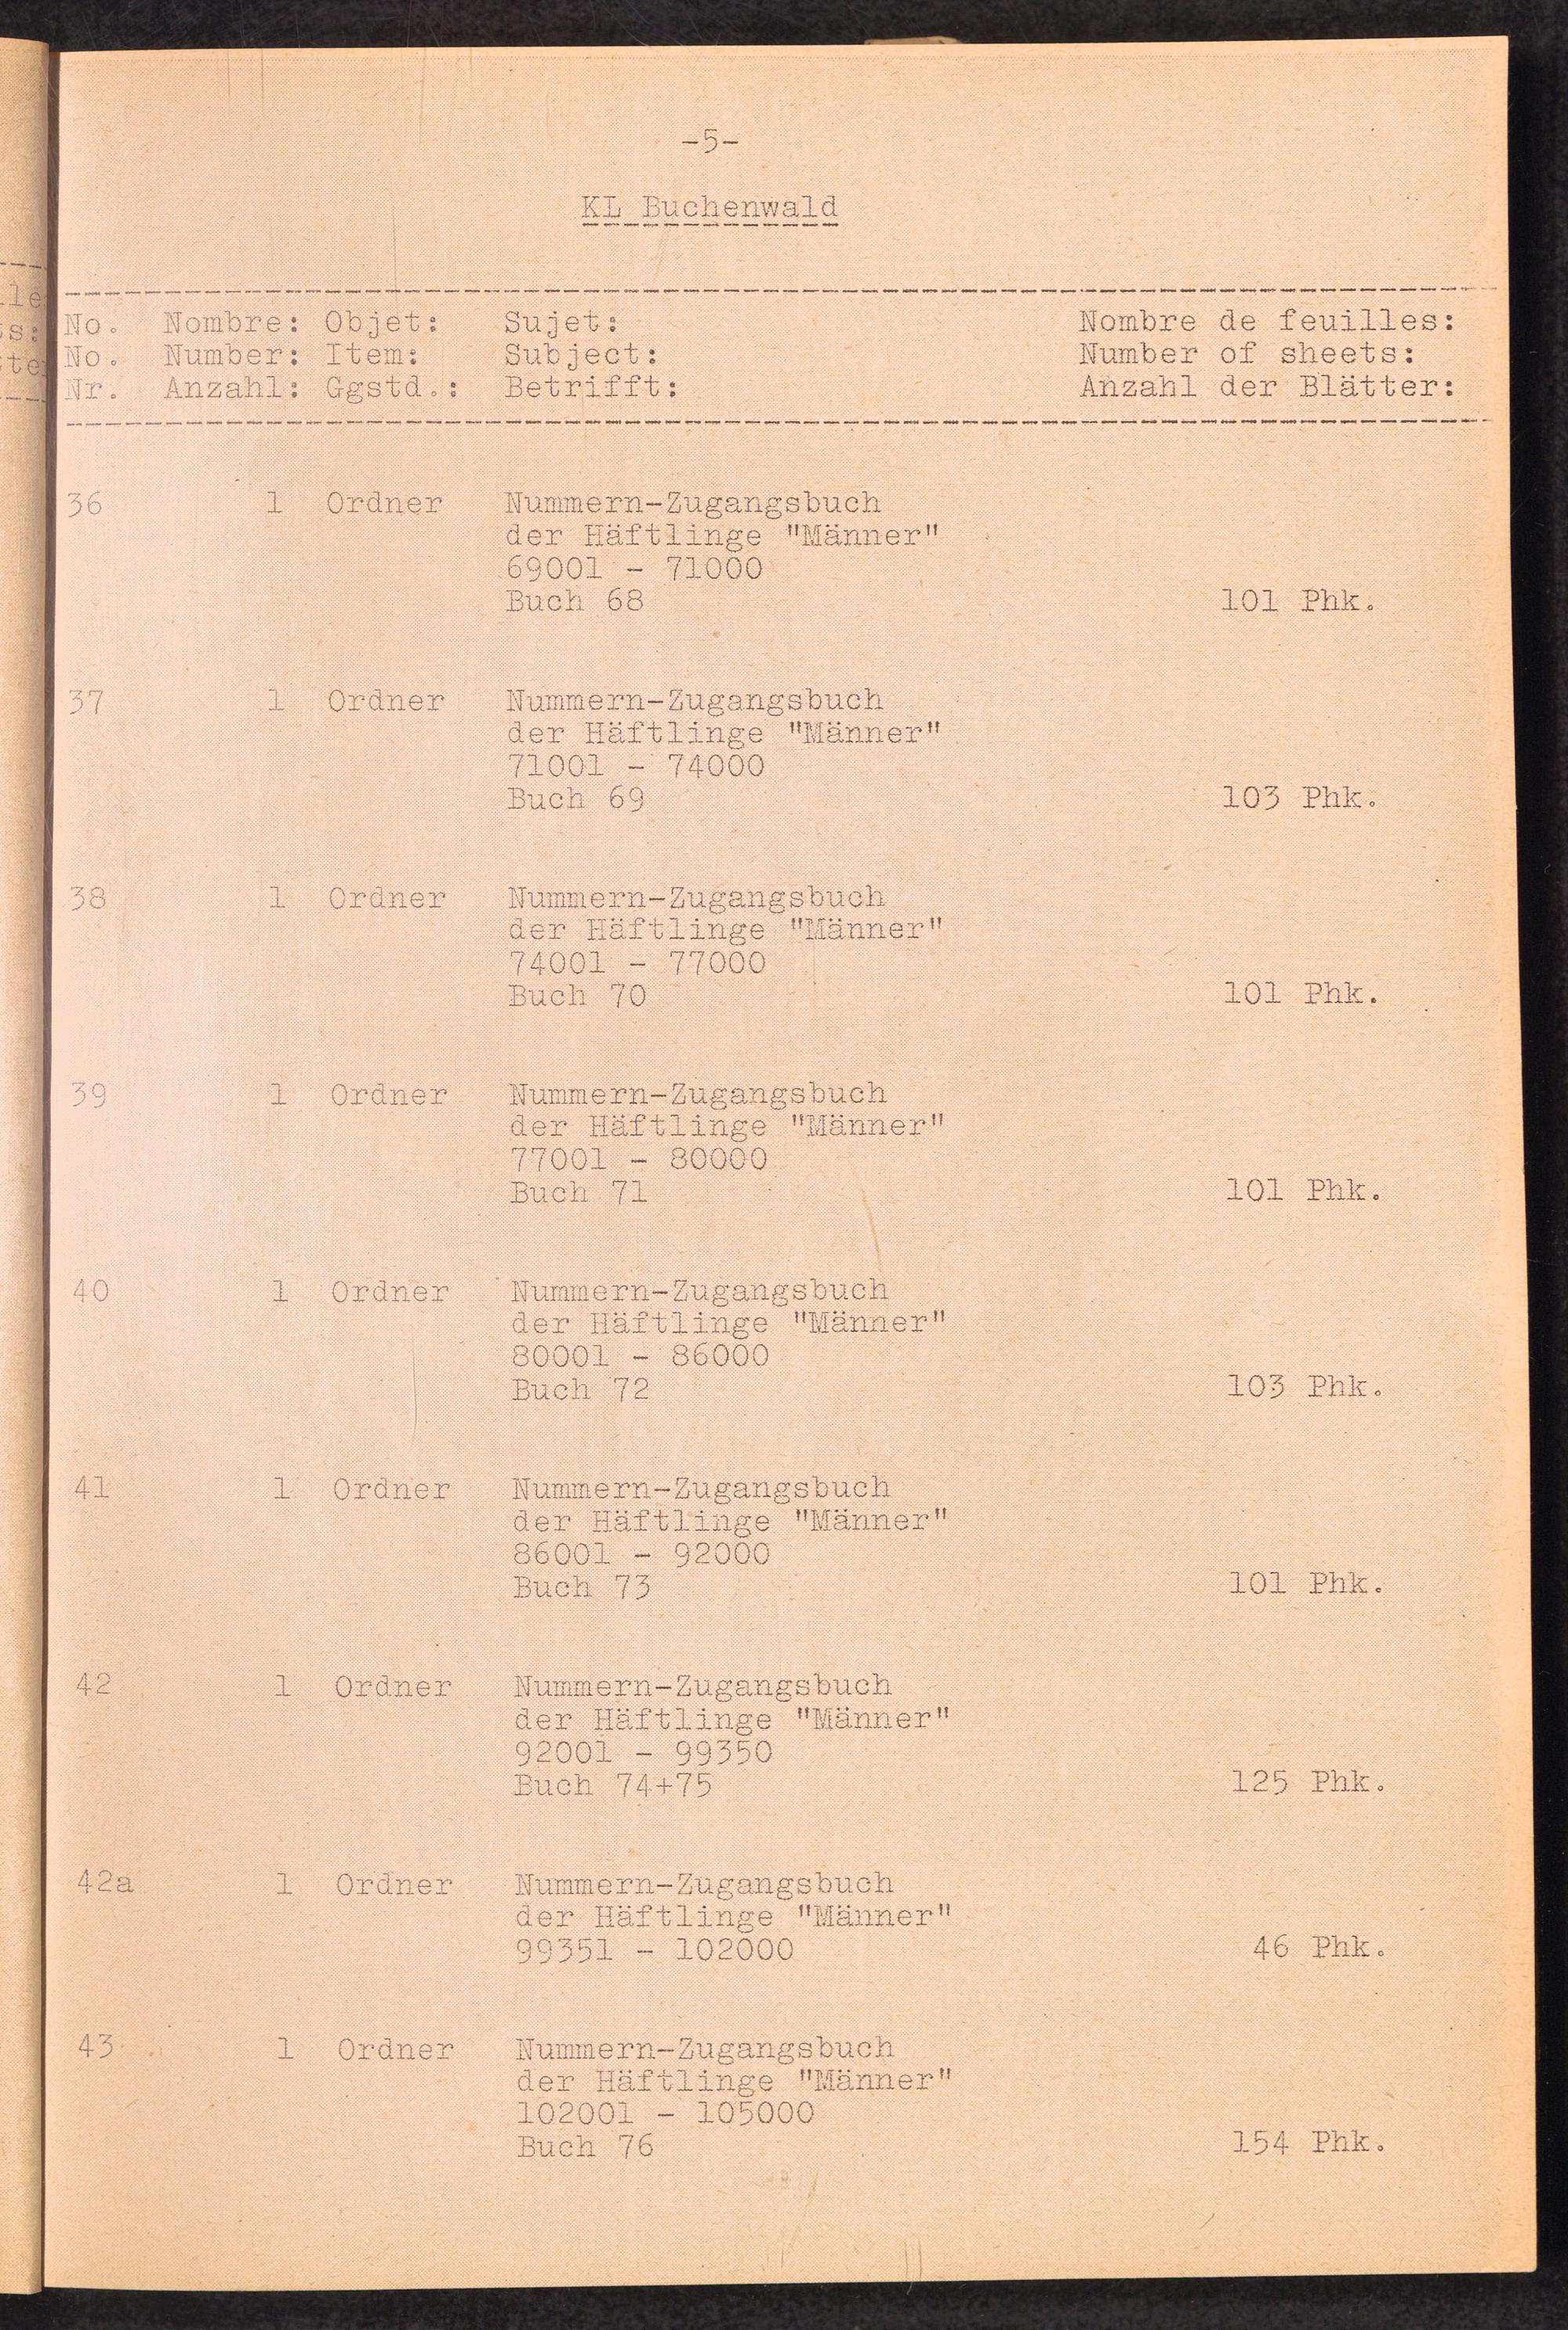 -5-
KL Buchenwald
No. Nombre: Objet: Sujet: Nombre de feuilles:
No. Number: Item: Subject: Number of sheets:
Nr. Anzahl: Ggstd.: Betrifft: Anzahl der Blätter:
36 1 Ordner Nummern-Zugangsbuch
der Häftlinge "Männer"
69001 - 71000
Buch 68 101 Phk.
37 1 Ordner Nummern-Zugangsbuch
der Häftlinge "Männer"
71001 - 74000
Buch 69 103 Phk.
38 1 Ordner Nummern-Zugangsbuch
der Häftlinge "Männer"
74001 - 77000
Buch 70 101 Phk.
39 1 Ordner Nummern-Zugangsbuch
der Häftlinge "Männer"
77001 - 80000
Buch 71 101 Phk.
40 1 Ordner Nummern-Zugangsbuch
der Häftlinge "Männer"
80001 - 86000
Buch 72 103 Phk.
41 1 Ordner Nummern-Zugangsbuch
der Häftlinge "Männer"
86001 - 92000
Buch 73 101 Phk.
42 1 Ordner Nummern-Zugangsbuch
der Häftlinge "Männer"
92001 - 99350
Buch 74+75 125 Phk.
42a 1 Ordner Nummern-Zugangsbuch
der Häftlinge "Männer"
99351 - 102000 46 Phk.
43 1 Ordner Nummern-Zugangsbuch
der Häftlinge "Männer"
102001 - 105000
Buch 76 154 Phk.